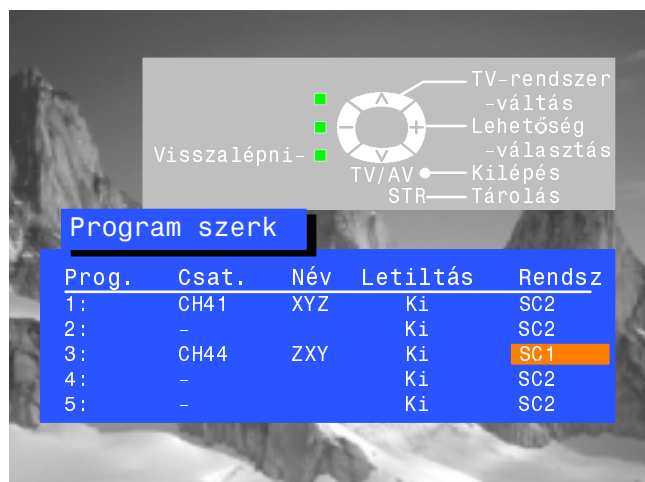 TV-rendszer
-váltás
Lehetőség
-választás
Visszalépni-
TV/AV
Kilépés
STR
Tárolás
Program szerk
Prog. Csat. Név Letiltás Rendsz
1: CH41 XYZ Ki SC2
2: - Ki SC2
3: CH44 ZXY Ki SC1
4: - Ki SC2
5: - Ki SC2